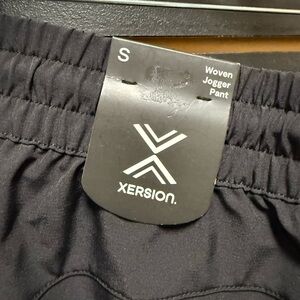 S
Woven
Jogger
Pant
XERSION.